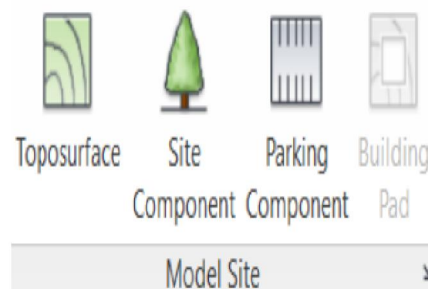 Toposurface
Site
Component
Parking
Component
Building
Pad
Model Site